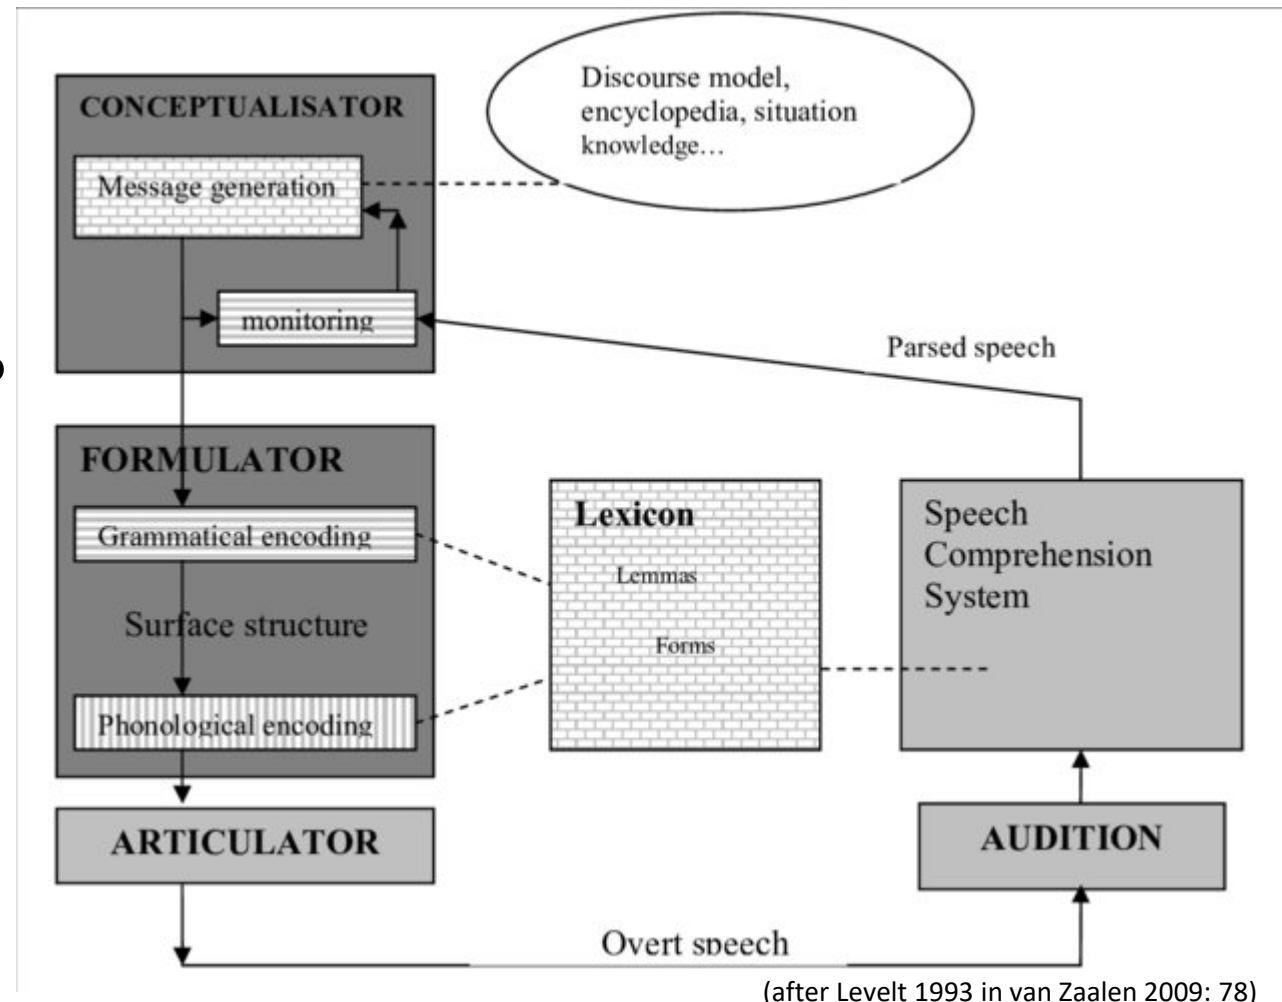 CONCEPTUALISATOR
Message generation
monitoring
Discourse model,
encyclopedia, situation
knowledge…
Parsed speech
FORMULATOR
Grammatical encoding
Surface structure
Phonological encoding
Lexicon
Lemmas
Forms
Speech
Comprehension
System
ARTICULATOR
AUDITION
Overt speech
(after Levelt 1993 in van Zaalen 2009: 78)